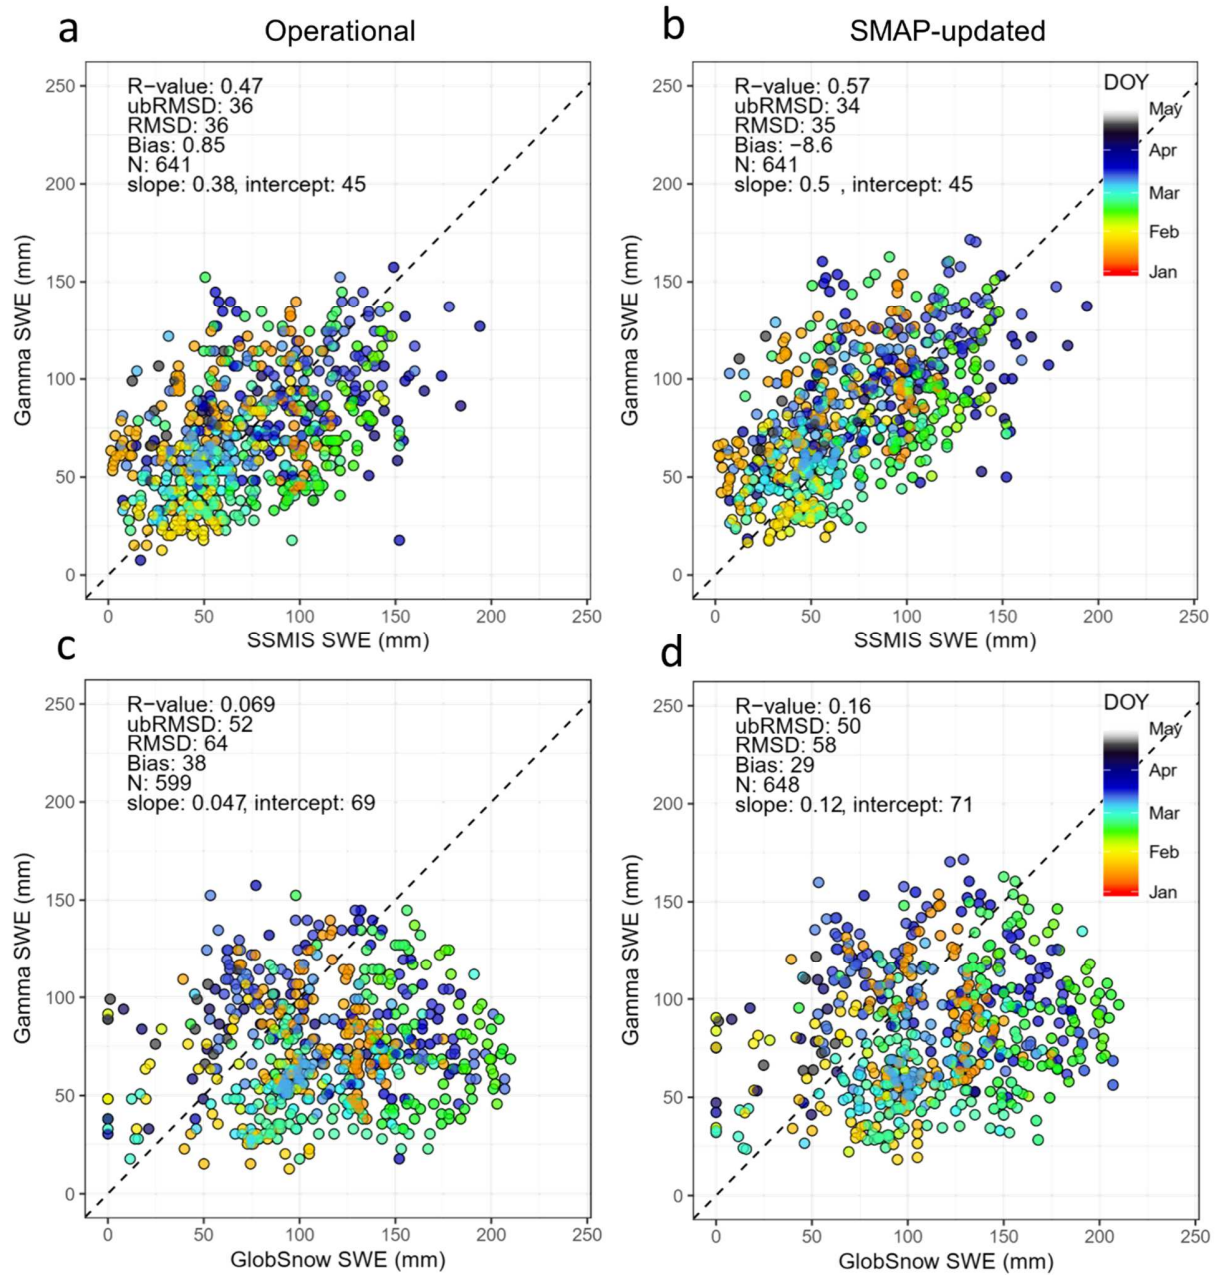 a
Operational
b
SMAP-updated
R-value: 0.47
ubRMSD: 36
RMSD: 36
Bias: 0.85
N: 641
slope: 0.38, intercept: 45
250
200
150
100
50
0
Gamma SWE (mm)
0 50 100 150 200 250
SSMIS SWE (mm)
R-value: 0.57
ubRMSD: 34
RMSD: 35
Bias: −8.6
N: 641
slope: 0.5 , intercept: 45
DOY
May
Apr
Mar
Feb
Jan
250
200
150
100
50
0
Gamma SWE (mm)
0 50 100 150 200 250
SSMIS SWE (mm)
c
R-value: 0.069
ubRMSD: 52
RMSD: 64
Bias: 38
N: 599
slope: 0.047, intercept: 69
250
200
150
100
50
0
Gamma SWE (mm)
0 50 100 150 200 250
GlobSnow SWE (mm)
d
R-value: 0.16
ubRMSD: 50
RMSD: 58
Bias: 29
N: 648
slope: 0.12, intercept: 71
DOY
May
Apr
Mar
Feb
Jan
250
200
150
100
50
0
Gamma SWE (mm)
0 50 100 150 200 250
GlobSnow SWE (mm)